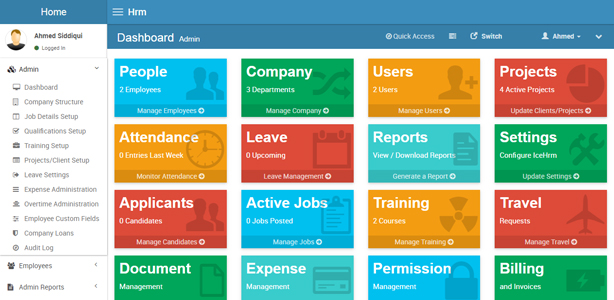 Home
Hrm
Ahmed Siddiqui
Logged In
Dashboard Admin
Quick Access
Switch
Ahmed
Admin
Dashboard
Company Structure
Job Details Setup
Qualifications Setup
Training Setup
Projects/Client Setup
Leave Settings
Expense Administration
Overtime Administration
Employee Custom Fields
Company Loans
Audit Log
Employees
Admin Reports
People
2 Employees
Manage Employees
Company
3 Departments
Manage Company
Users
2 Users
Manage Users
Projects
4 Active Projects
Update Clients/Projects
Attendance
0 Entries Last Week
Monitor Attendance
Leave
0 Upcoming
Leave Management
Reports
View / Download Reports
Generate a Report
Settings
Configure IceHrm
Update Settings
Applicants
0 Candidates
Manage Candidates
Active Jobs
0 Jobs Posted
Manage Jobs
Training
2 Courses
Manage Training
Travel
Requests
Manage Travel
Document
Management
Expense
Management
Permission
Management
Billing
and Invoices